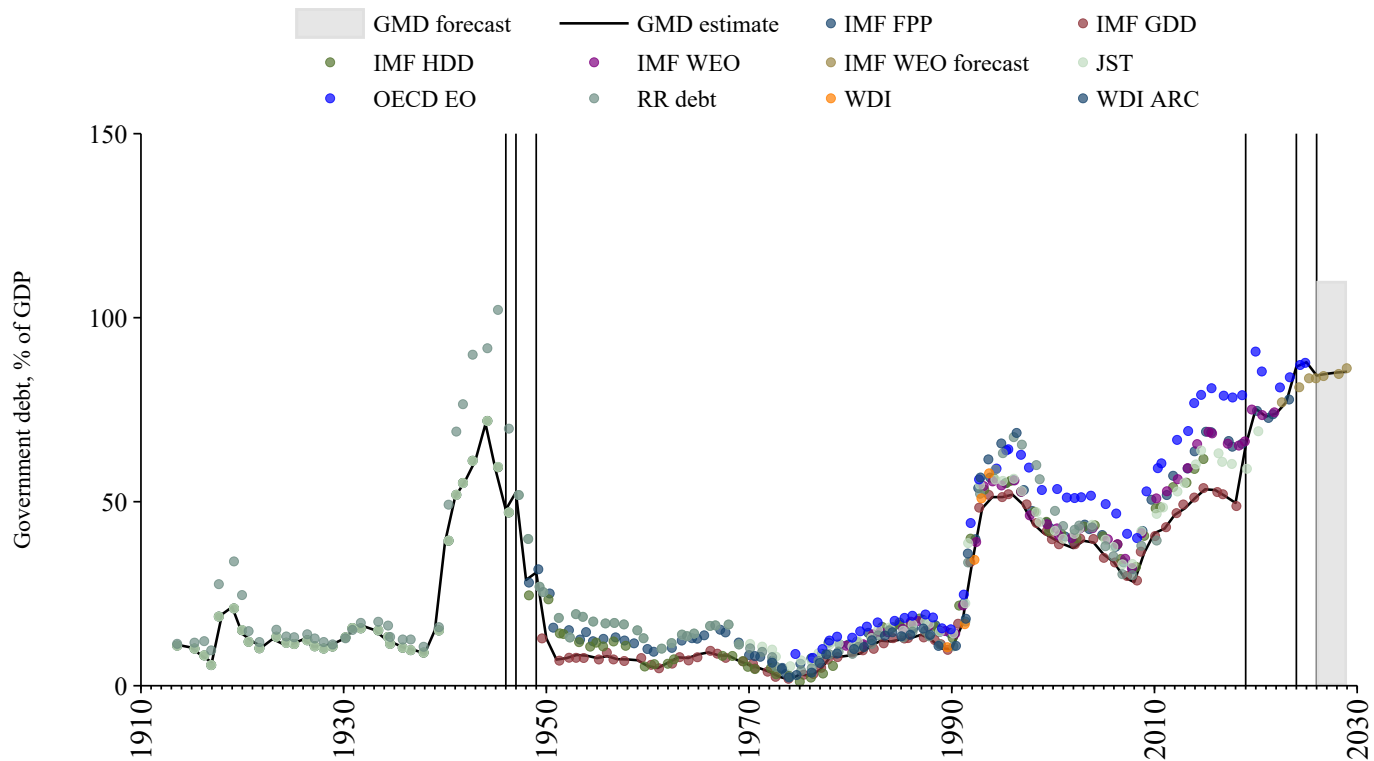 GMD forecast GMD estimate IMF FPP IMF GDD
IMF HDD IMF WEO IMF WEO forecast JST
OECD EO RR debt WDI WDI ARC
Government debt, % of GDP
150
100
50
0
1910 1930 1950 1970 1990 2010 2030